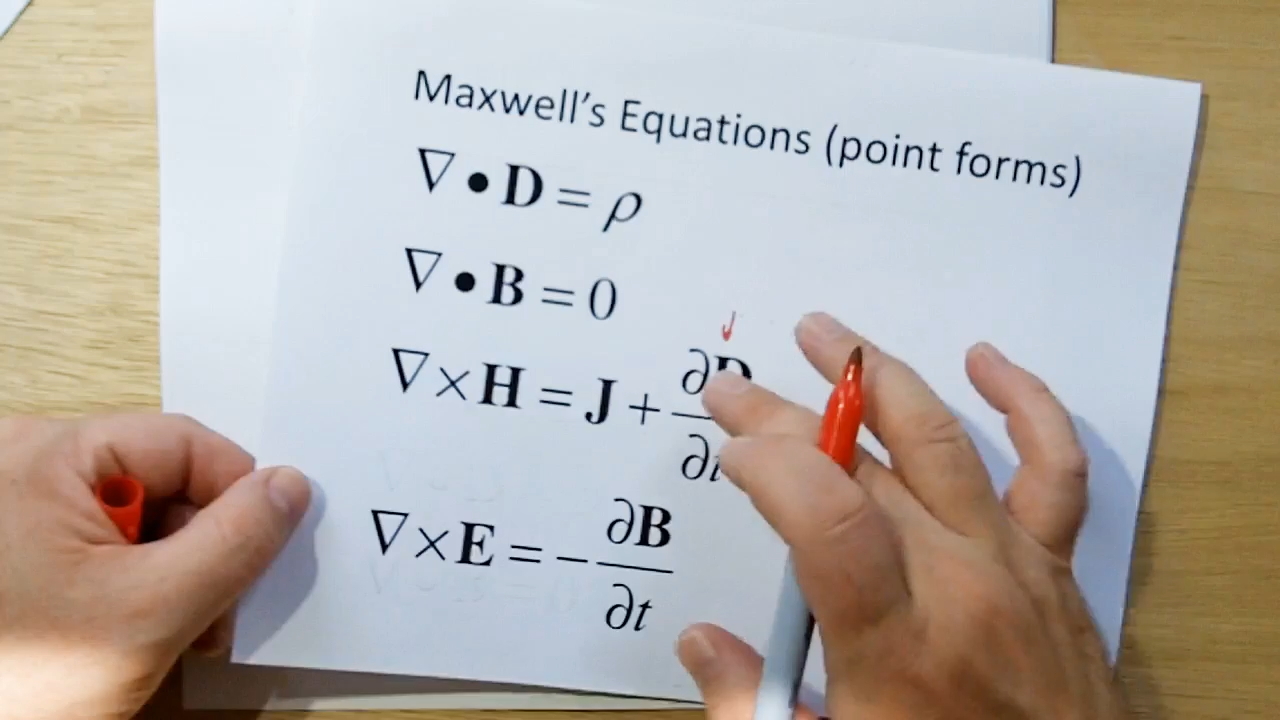 Maxwell's Equations (point forms)
∇ • D = ρ
∇ • B = 0
∇ × H = J + ∂D/∂t
∇ × E = − ∂B/∂t